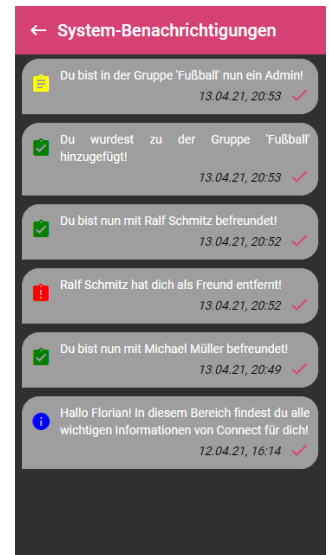 System-Benachrichtigungen
Du bist in der Gruppe 'Fußball' nun ein Admin!
13.04.21, 20:53
Du wurdest zu der Gruppe 'Fußball'
hinzugefügt!
13.04.21, 20:53
Du bist nun mit Ralf Schmitz befreundet!
13.04.21, 20:52
Ralf Schmitz hat dich als Freund entfernt!
13.04.21, 20:52
Du bist nun mit Michael Müller befreundet!
13.04.21, 20:49
Hallo Florian! In diesem Bereich findest du alle
wichtigen Informationen von Connect für dich!
12.04.21, 16:14